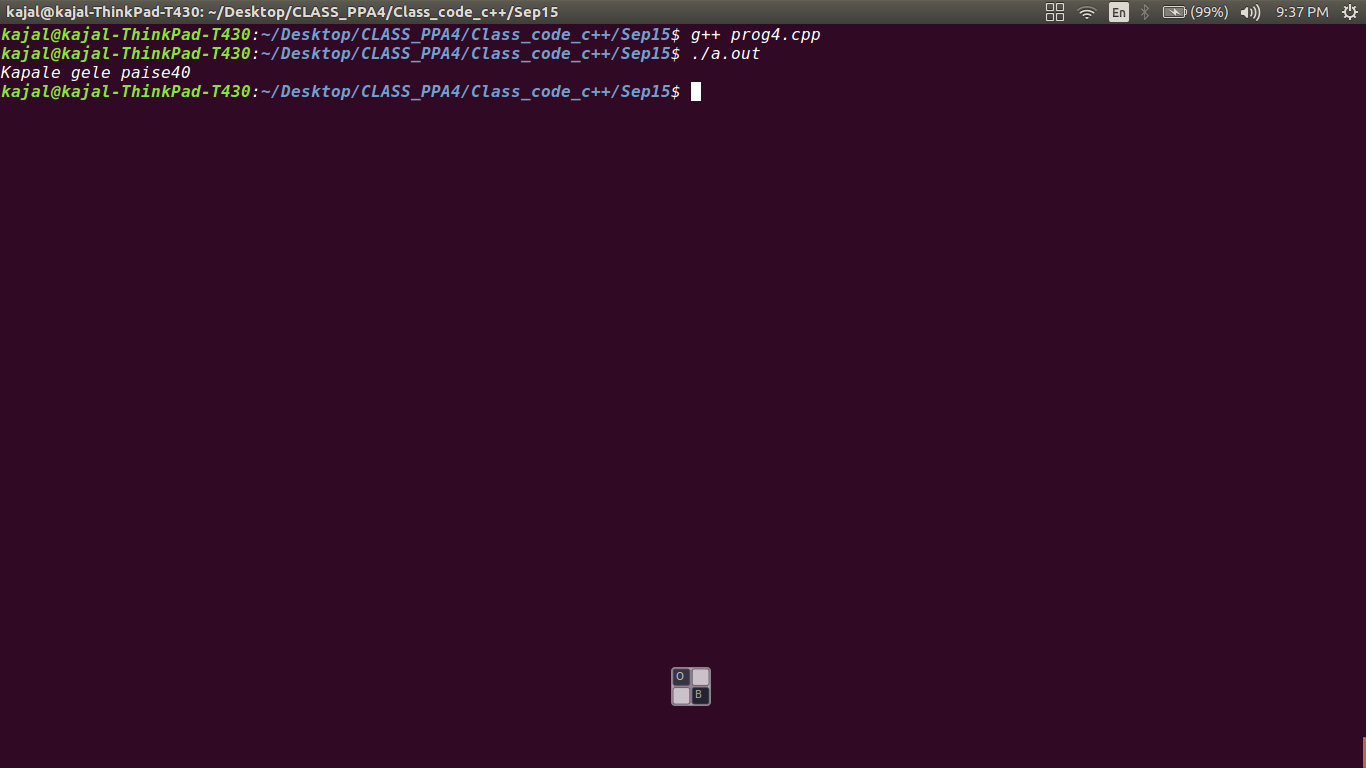 kajal@kajal-ThinkPad-T430: ~/Desktop/CLASS_PPA4/Class_code_c++/Sep15 En (99%) 9:37 PM
kajal@kajal-ThinkPad-T430:~/Desktop/CLASS_PPA4/Class_code_c++/Sep15$ g++ prog4.cpp
kajal@kajal-ThinkPad-T430:~/Desktop/CLASS_PPA4/Class_code_c++/Sep15$ ./a.out
Kapale gele paise40
kajal@kajal-ThinkPad-T430:~/Desktop/CLASS_PPA4/Class_code_c++/Sep15$
O
B